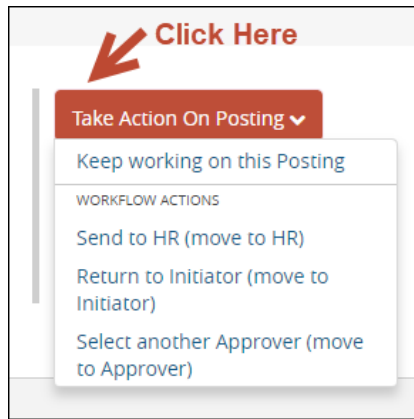 Click Here
Take Action On Posting
Keep working on this Posting
WORKFLOW ACTIONS
Send to HR (move to HR)
Return to Initiator (move to
Initiator)
Select another Approver (move
to Approver)